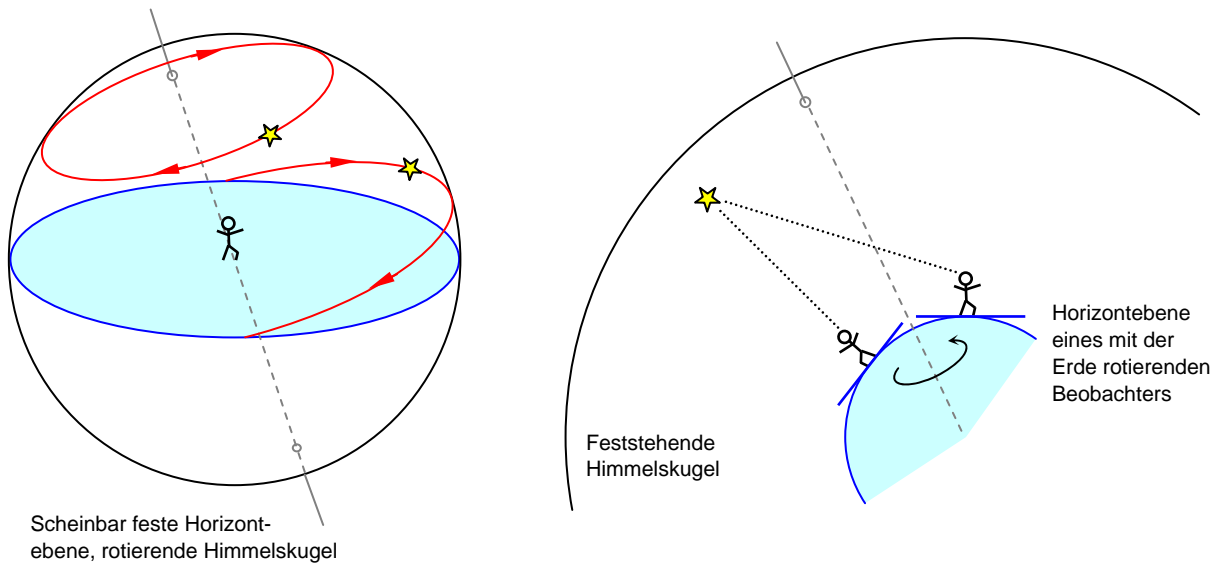 Scheinbar feste Horizont-
ebene, rotierende Himmelskugel
Feststehende
Himmelskugel
Horizontebene
eines mit der
Erde rotierenden
Beobachters